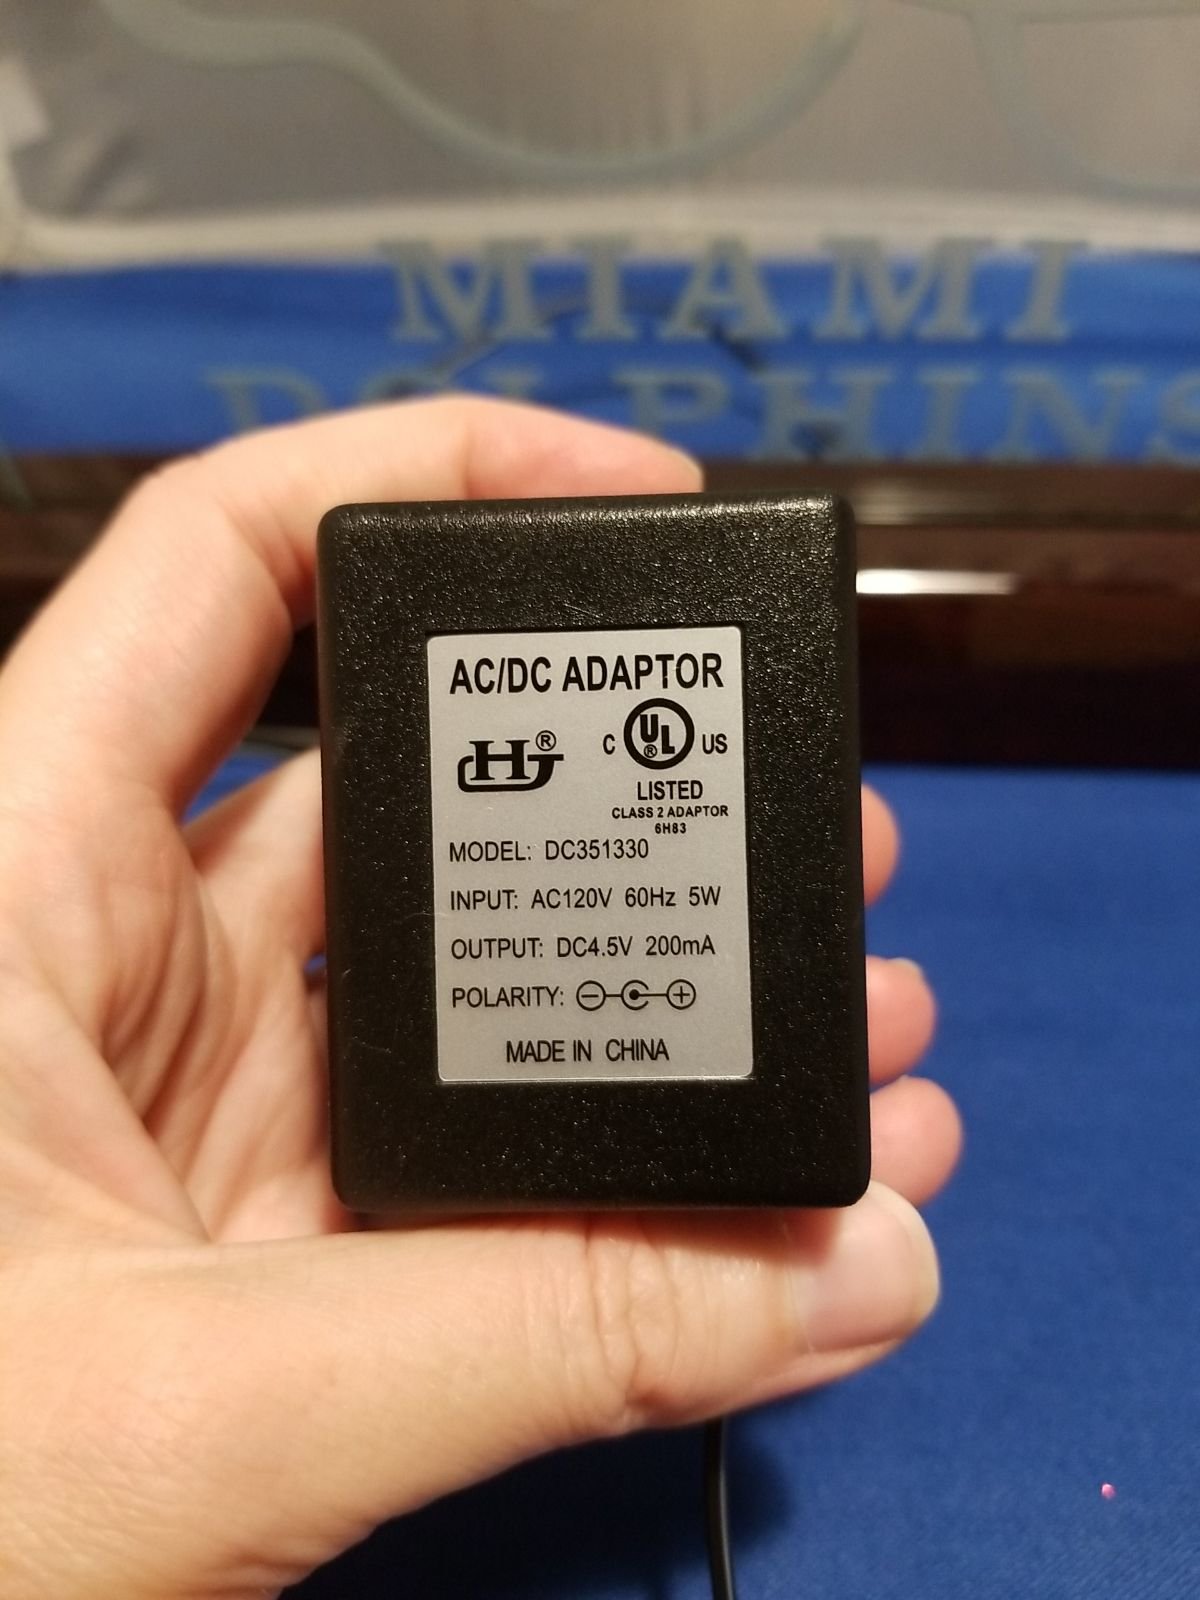 MIAMI
DOLPHINS
AC/DC ADAPTOR
HJ®
C UL® US
LISTED
CLASS 2 ADAPTOR
6H83
MODEL: DC351330
INPUT: AC120V 60Hz 5W
OUTPUT: DC4.5V 200mA
POLARITY:
MADE IN CHINA